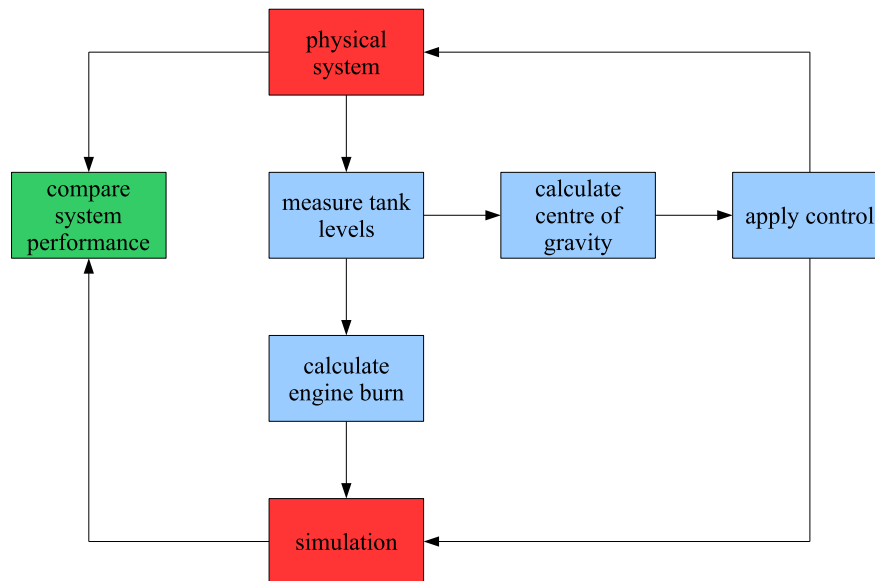 physical
system
compare
system
performance
measure tank
levels
calculate
centre of
gravity
apply control
calculate
engine burn
simulation